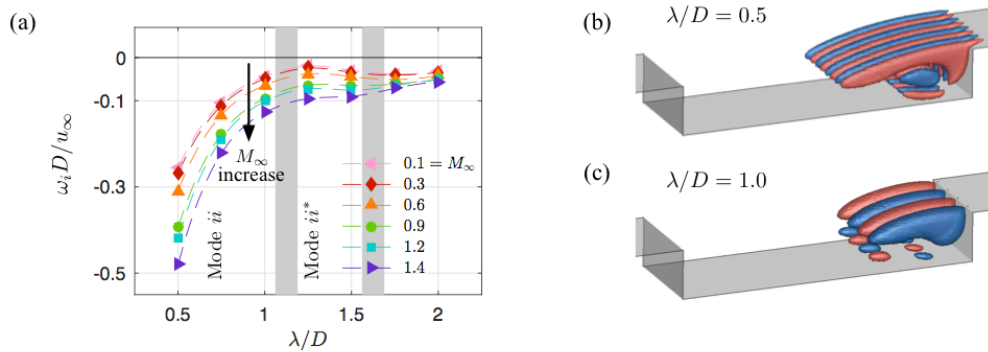 (a)
0
-0.1
-0.3
-0.5
ω_i D/u_∞
M_∞
increase
Mode ii
Mode ii*
0.1 = M_∞
0.3
0.6
0.9
1.2
1.4
0.5
1
1.5
2
λ/D
(b)
λ/D = 0.5
(c)
λ/D = 1.0